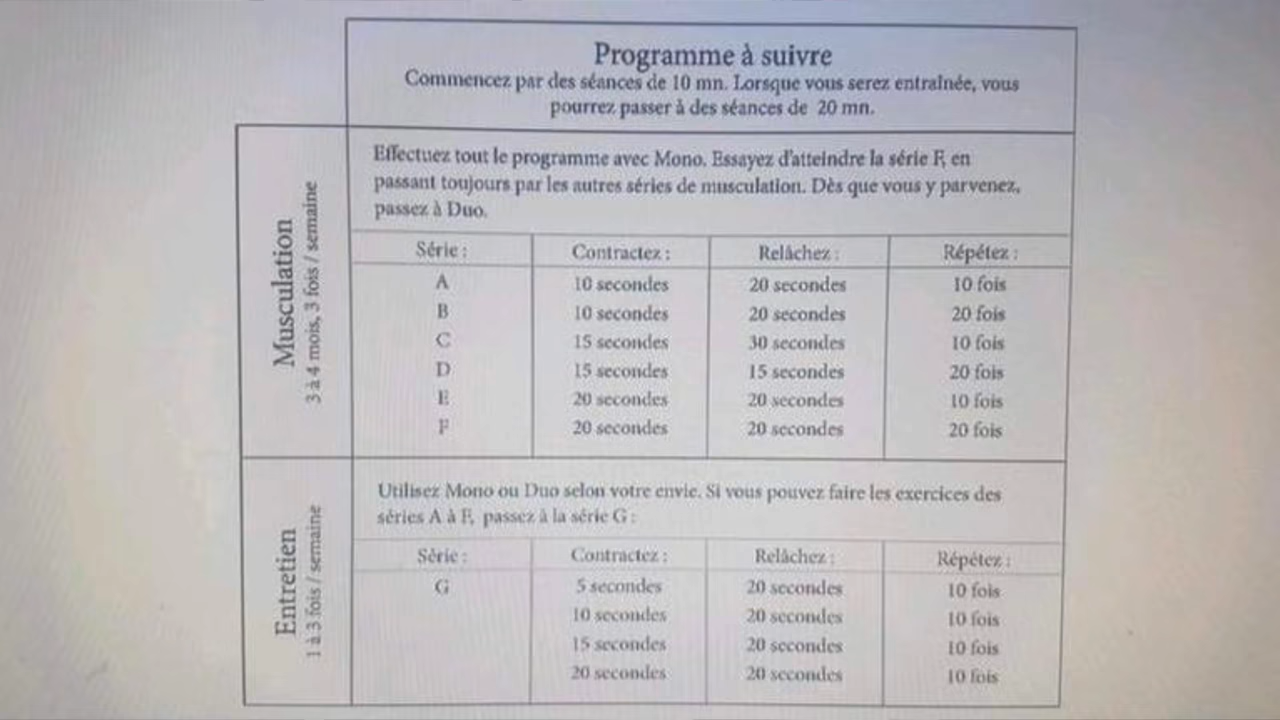 Programme à suivre
Commencez par des séances de 10 mn. Lorsque vous serez entraînée, vous
pourrez passer à des séances de 20 mn.
Musculation
3 à 4 mois, 3 fois / semaine
Effectuez tout le programme avec Mono. Essayez d'atteindre la série F, en
passant toujours par les autres séries de musculation. Dès que vous y parvenez,
passez à Duo.
Série : Contractez : Relâchez : Répétez :
A 10 secondes 20 secondes 10 fois
B 10 secondes 20 secondes 20 fois
C 15 secondes 30 secondes 10 fois
D 15 secondes 15 secondes 20 fois
E 20 secondes 20 secondes 10 fois
F 20 secondes 20 secondes 20 fois
Entretien
1 à 3 fois / semaine
Utilisez Mono ou Duo selon votre envie. Si vous pouvez faire les exercices des
séries A à F, passez à la série G :
Série : Contractez : Relâchez : Répétez :
G 5 secondes 20 secondes 10 fois
10 secondes 20 secondes 10 fois
15 secondes 20 secondes 10 fois
20 secondes 20 secondes 10 fois